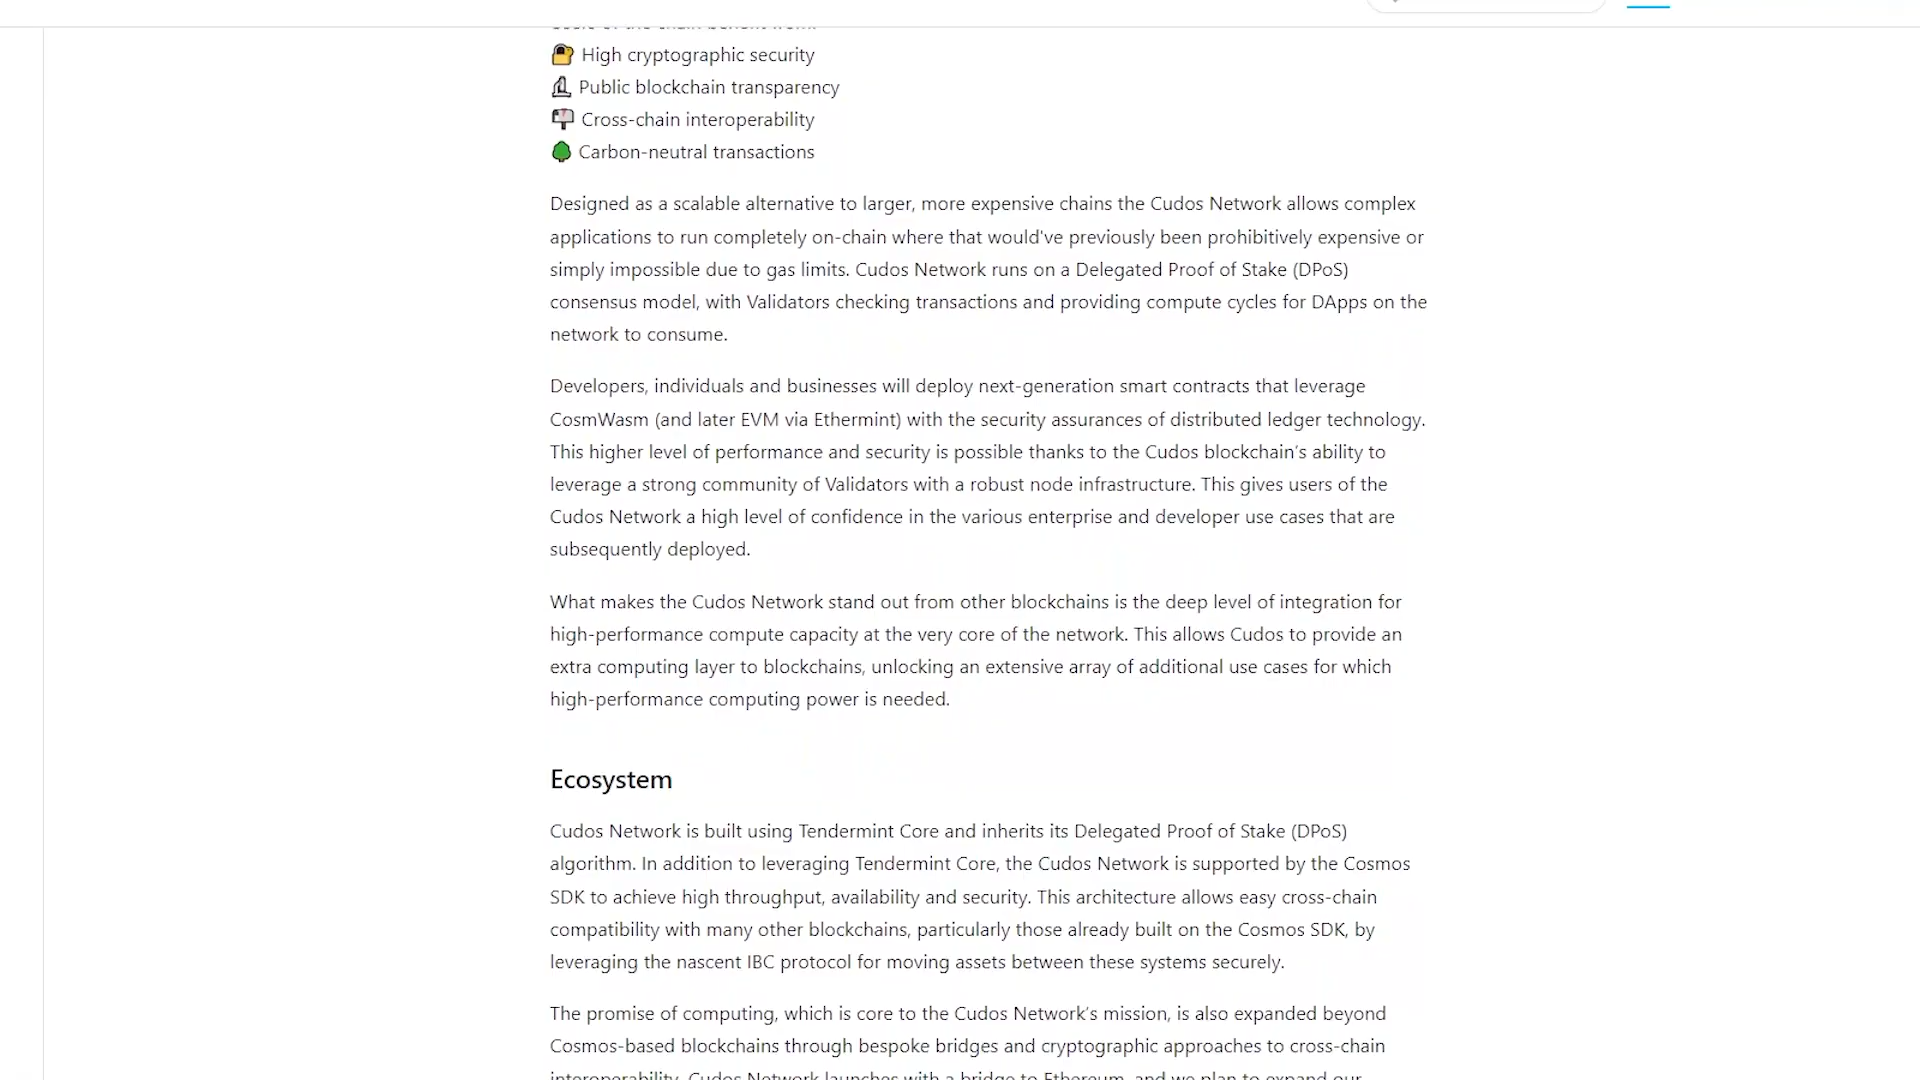 High cryptographic security
Public blockchain transparency
Cross-chain interoperability
Carbon-neutral transactions
Designed as a scalable alternative to larger, more expensive chains the Cudos Network allows complex
applications to run completely on-chain where that would've previously been prohibitively expensive or
simply impossible due to gas limits. Cudos Network runs on a Delegated Proof of Stake (DPoS)
consensus model, with Validators checking transactions and providing compute cycles for DApps on the
network to consume.
Developers, individuals and businesses will deploy next-generation smart contracts that leverage
CosmWasm (and later EVM via Ethermint) with the security assurances of distributed ledger technology.
This higher level of performance and security is possible thanks to the Cudos blockchain's ability to
leverage a strong community of Validators with a robust node infrastructure. This gives users of the
Cudos Network a high level of confidence in the various enterprise and developer use cases that are
subsequently deployed.
What makes the Cudos Network stand out from other blockchains is the deep level of integration for
high-performance compute capacity at the very core of the network. This allows Cudos to provide an
extra computing layer to blockchains, unlocking an extensive array of additional use cases for which
high-performance computing power is needed.
Ecosystem
Cudos Network is built using Tendermint Core and inherits its Delegated Proof of Stake (DPoS)
algorithm. In addition to leveraging Tendermint Core, the Cudos Network is supported by the Cosmos
SDK to achieve high throughput, availability and security. This architecture allows easy cross-chain
compatibility with many other blockchains, particularly those already built on the Cosmos SDK, by
leveraging the nascent IBC protocol for moving assets between these systems securely.
The promise of computing, which is core to the Cudos Network's mission, is also expanded beyond
Cosmos-based blockchains through bespoke bridges and cryptographic approaches to cross-chain
interoperability. Cudos Network launches with a bridge to Ethereum, and we plan to expand our